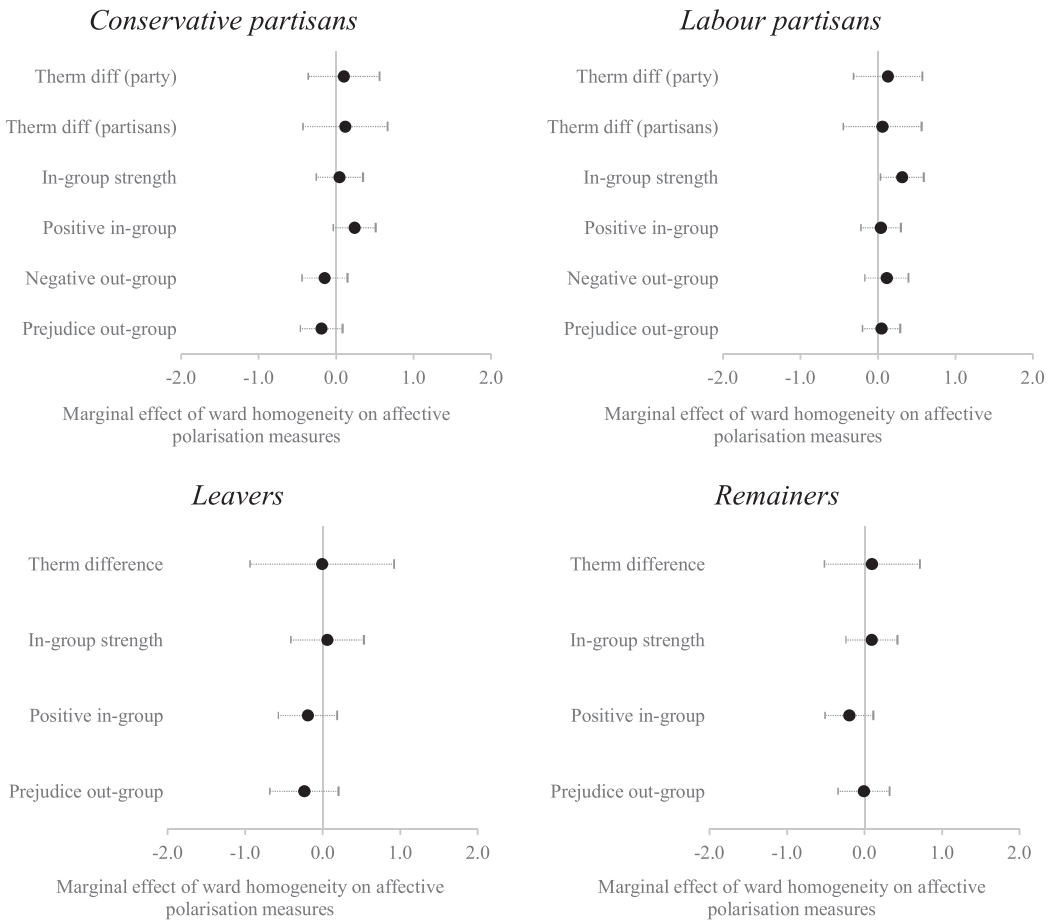 Conservative partisans
Therm diff (party)
Therm diff (partisans)
In-group strength
Positive in-group
Negative out-group
Prejudice out-group
-2.0 -1.0 0.0 1.0 2.0
Marginal effect of ward homogeneity on affective
polarisation measures
Labour partisans
Therm diff (party)
Therm diff (partisans)
In-group strength
Positive in-group
Negative out-group
Prejudice out-group
-2.0 -1.0 0.0 1.0 2.0
Marginal effect of ward homogeneity on affective
polarisation measures
Leavers
Therm difference
In-group strength
Positive in-group
Prejudice out-group
-2.0 -1.0 0.0 1.0 2.0
Marginal effect of ward homogeneity on affective
polarisation measures
Remainers
Therm difference
In-group strength
Positive in-group
Prejudice out-group
-2.0 -1.0 0.0 1.0 2.0
Marginal effect of ward homogeneity on affective
polarisation measures